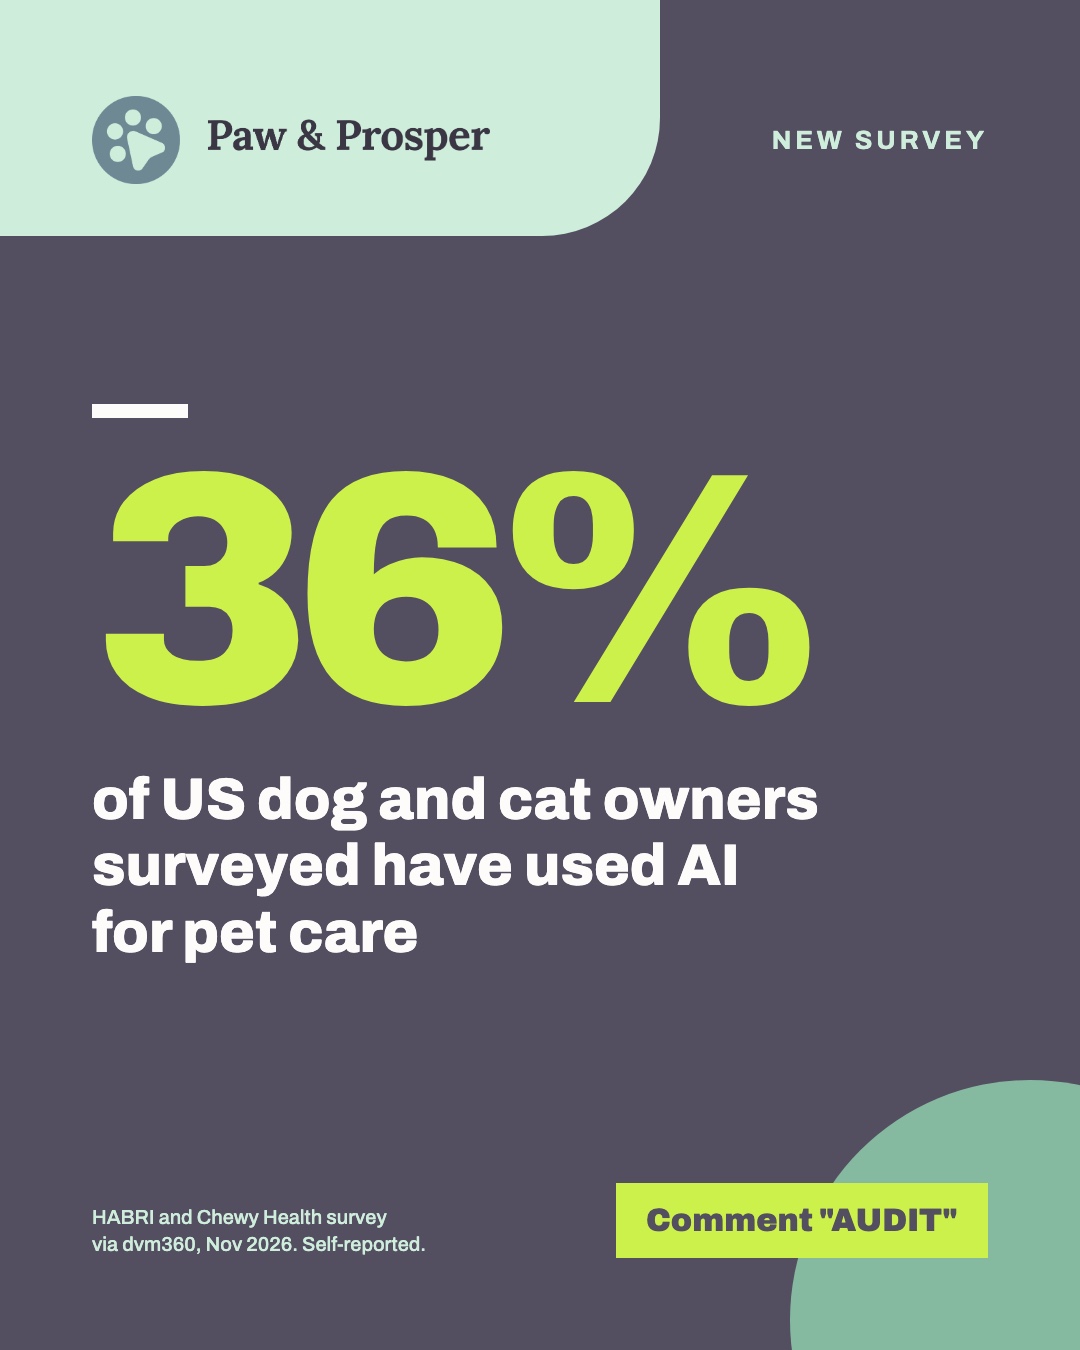 Paw & Prosper
NEW SURVEY
36%
of US dog and cat owners
surveyed have used AI
for pet care
HABRI and Chewy Health survey
via dvm360, Nov 2026. Self-reported.
Comment "AUDIT"